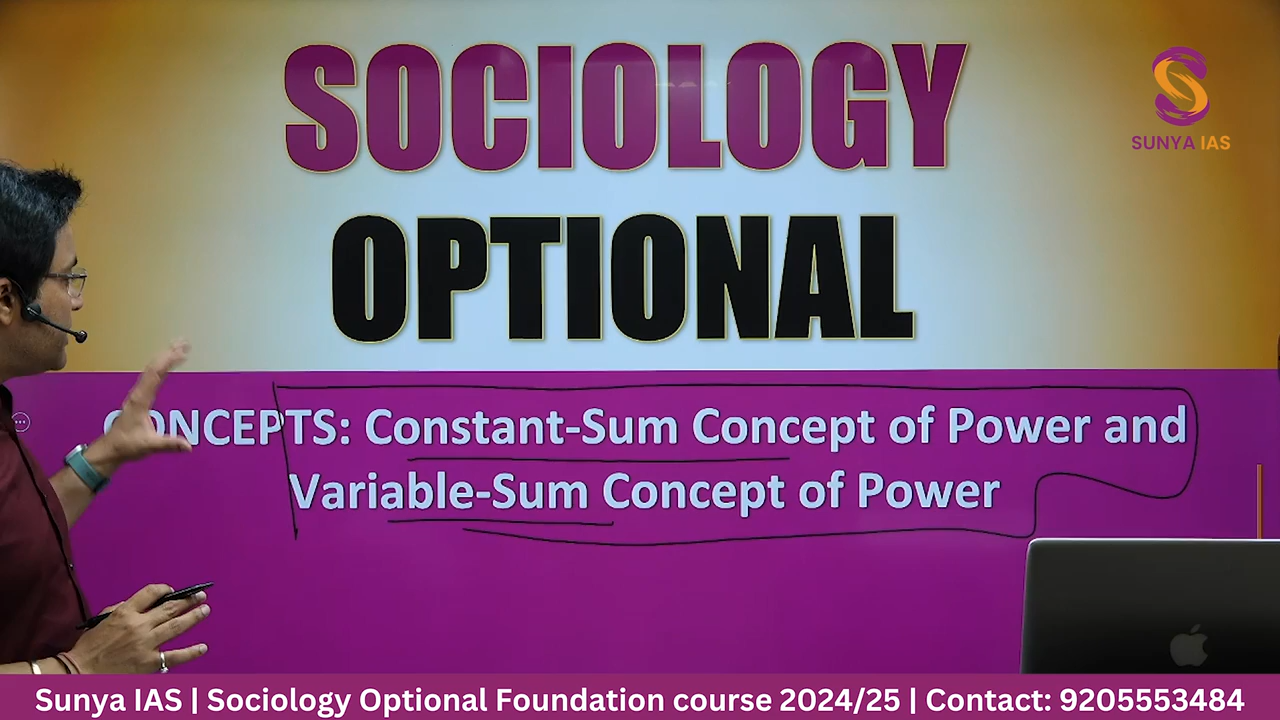 SOCIOLOGY
OPTIONAL
SUNYA IAS
CONCEPTS: Constant-Sum Concept of Power and
Variable-Sum Concept of Power
Sunya IAS | Sociology Optional Foundation course 2024/25 | Contact: 9205553484